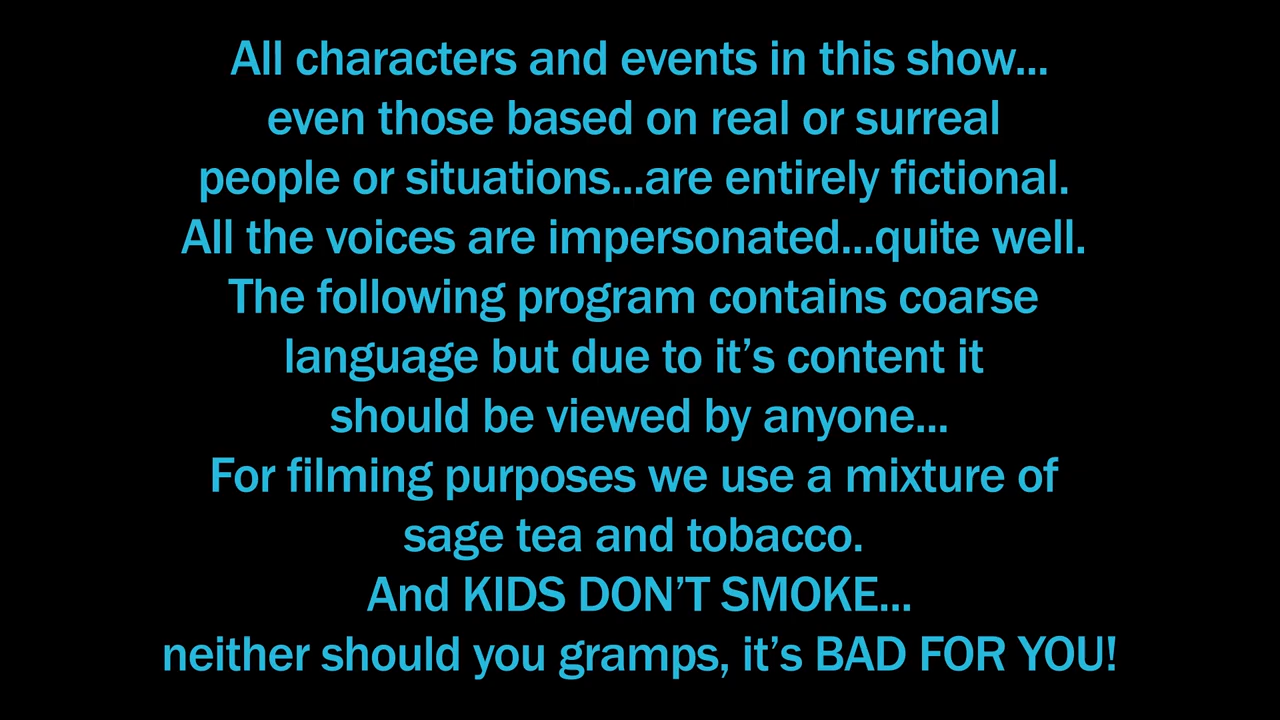 All characters and events in this show...
even those based on real or surreal
people or situations...are entirely fictional.
All the voices are impersonated...quite well.
The following program contains coarse
language but due to it’s content it
should be viewed by anyone...
For filming purposes we use a mixture of
sage tea and tobacco.
And KIDS DON’T SMOKE...
neither should you gramps, it’s BAD FOR YOU!